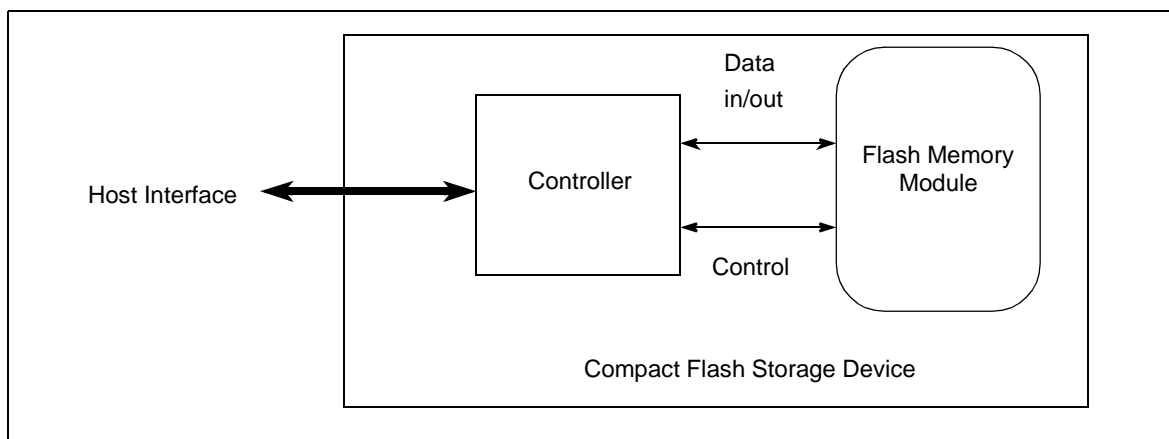 Data
in/out
Flash Memory
Module
Controller
Host Interface
Control
Compact Flash Storage Device